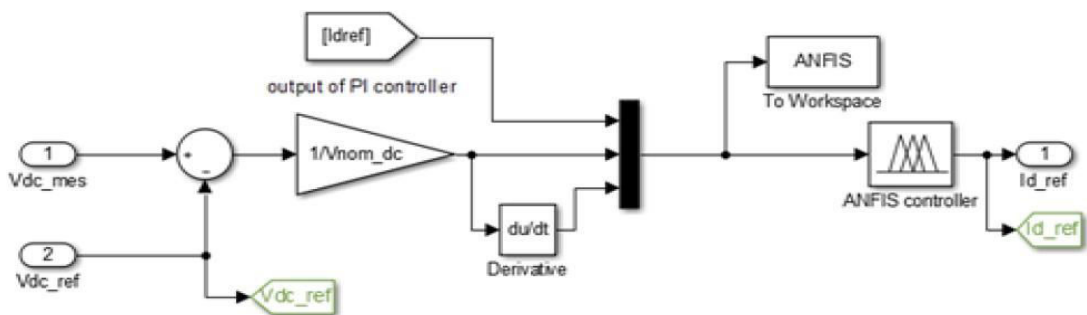 [Idref]
output of PI controller
ANFIS
To Workspace
1
Vdc_mes
+
-
1/Vnom_dc
ANFIS controller
1
Id_ref
Id_ref
2
Vdc_ref
du/dt
Derivative
Vdc_ref